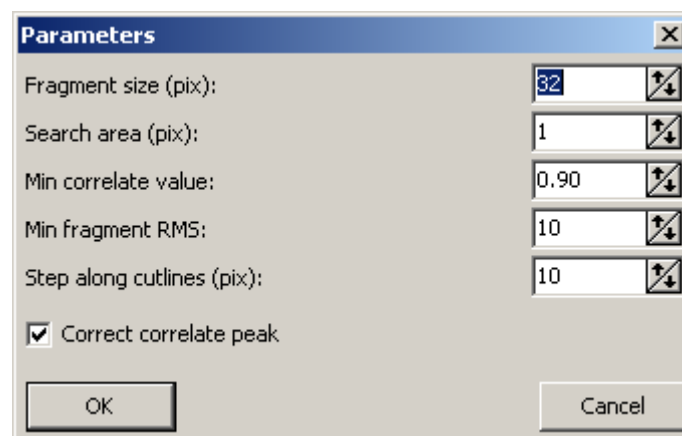 Parameters
Fragment size (pix): 32
Search area (pix): 1
Min correlate value: 0.90
Min fragment RMS: 10
Step along cutlines (pix): 10
Correct correlate peak
OK Cancel